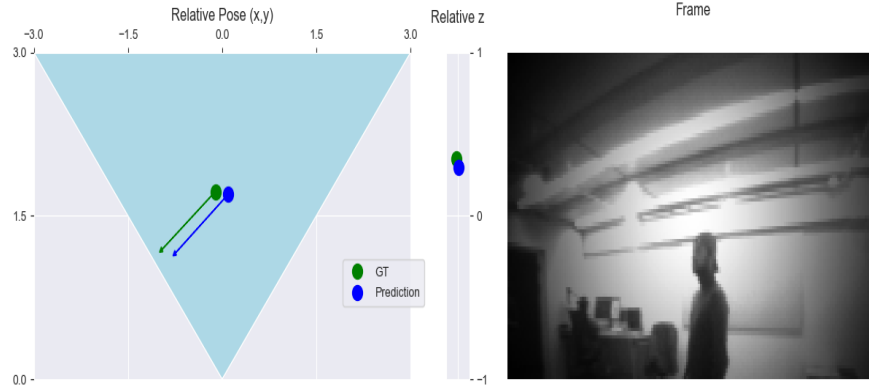 Relative Pose (x,y)
−3.0 −1.5 0.0 1.5 3.0
3.0
1.5
0.0
GT
Prediction
Relative z
1
0
−1
Frame